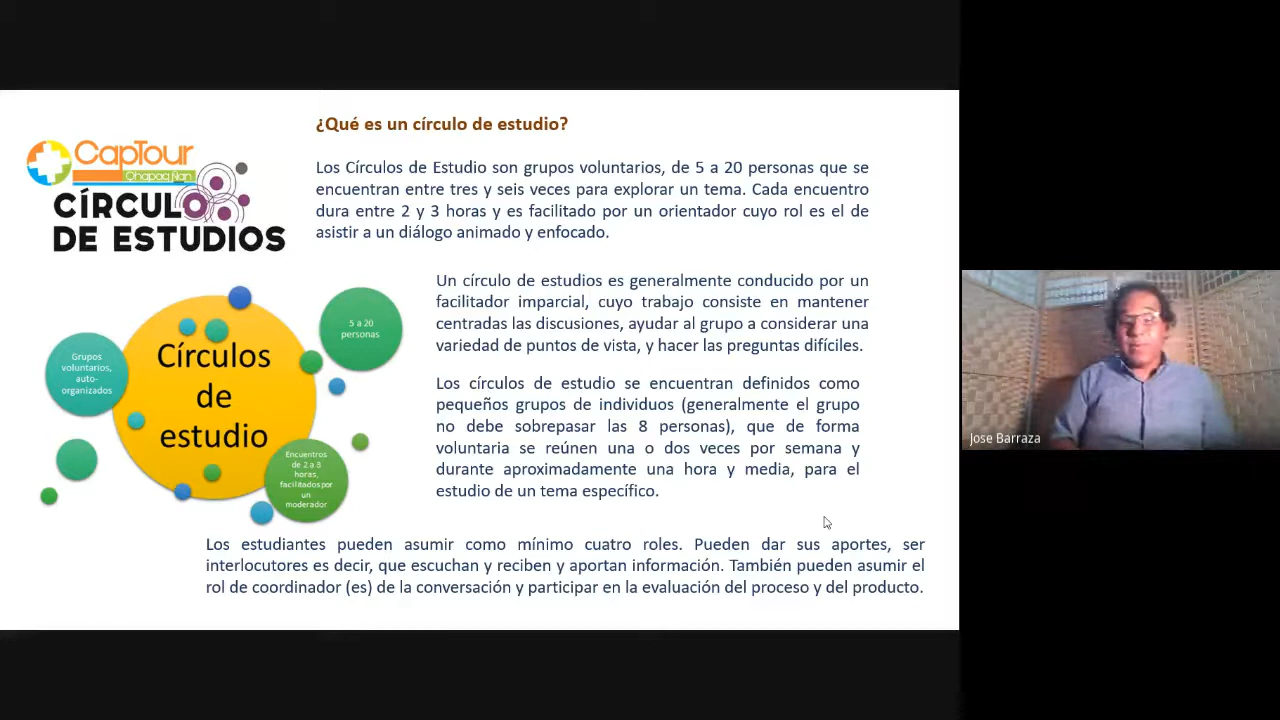 ¿Qué es un círculo de estudio?
CapTour
Qhapaq Ñan
CÍRCULO
DE ESTUDIOS
Los Círculos de Estudio son grupos voluntarios, de 5 a 20 personas que se
encuentran entre tres y seis veces para explorar un tema. Cada encuentro
dura entre 2 y 3 horas y es facilitado por un orientador cuyo rol es el de
asistir a un diálogo animado y enfocado.
Un círculo de estudios es generalmente conducido por un
facilitador imparcial, cuyo trabajo consiste en mantener
centradas las discusiones, ayudar al grupo a considerar una
variedad de puntos de vista, y hacer las preguntas difíciles.
Círculos
de
estudio
Grupos
voluntarios,
auto-
organizados
5 a 20
personas
Encuentros
de 2 a 3
horas,
facilitados por
un
moderador
Los círculos de estudio se encuentran definidos como
pequeños grupos de individuos (generalmente el grupo
no debe sobrepasar las 8 personas), que de forma
voluntaria se reúnen una o dos veces por semana y
durante aproximadamente una hora y media, para el
estudio de un tema específico.
Los estudiantes pueden asumir como mínimo cuatro roles. Pueden dar sus aportes, ser
interlocutores es decir, que escuchan y reciben y aportan información. También pueden asumir el
rol de coordinador (es) de la conversación y participar en la evaluación del proceso y del producto.
Jose Barraza